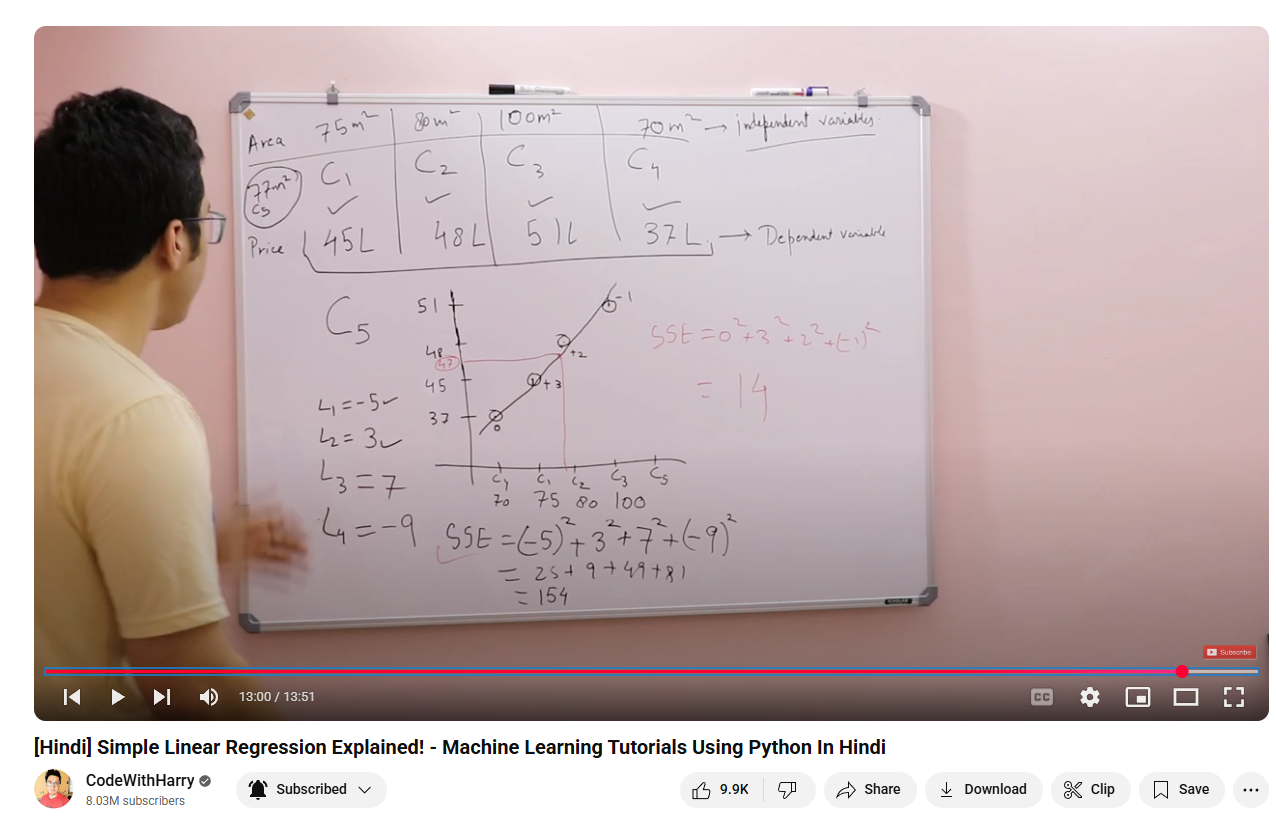 Area 75m² 80m² 100m² 70m² → independent variables.
77m²
C5
C1 C2 C3 C4
Price 45L 48L 51L 37L. → Dependent variable
C5
51
48
47
45
37
-1
+2
+3
0
C4 C1 C2 C3 C5
70 75 80 100
SSE = 0² + 3² + 2² + (-1)²
= 14
L1 = -5
L2 = 3
L3 = 7
L4 = -9
SSE = (-5)² + 3² + 7² + (-9)²
= 25 + 9 + 49 + 81
= 154
Subscribe
13:00 / 13:51
CC
[Hindi] Simple Linear Regression Explained! - Machine Learning Tutorials Using Python In Hindi
CodeWithHarry
8.03M subscribers
Subscribed
9.9K
Share
Download
Clip
Save